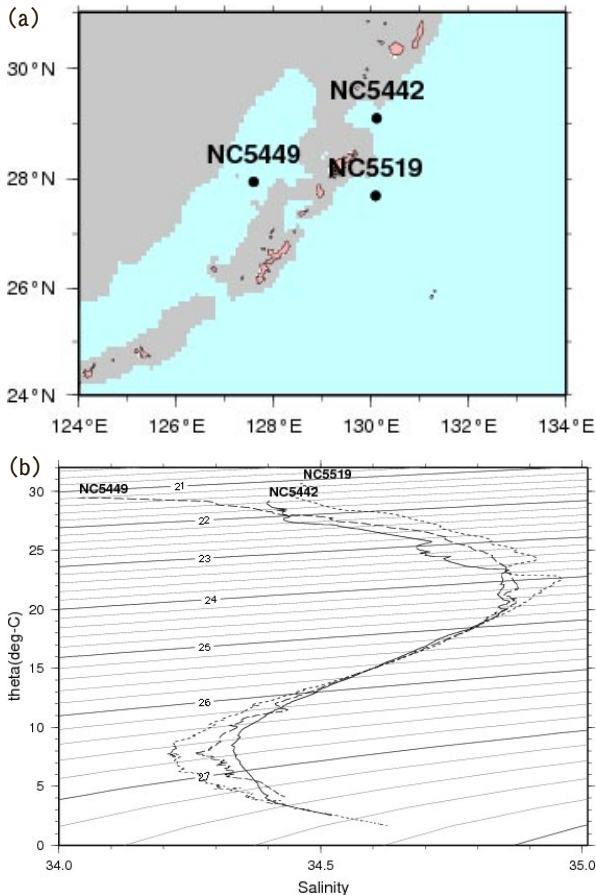 (a)
30°N
NC5442
NC5449
NC5519
28°N
26°N
24°N
124°E 126°E 128°E 130°E 132°E 134°E
(b)
NC5519
NC5449
NC5442
21
22
23
24
25
26
27
30
25
20
15
10
5
0
theta(deg-C)
34.0 34.5 35.0
Salinity